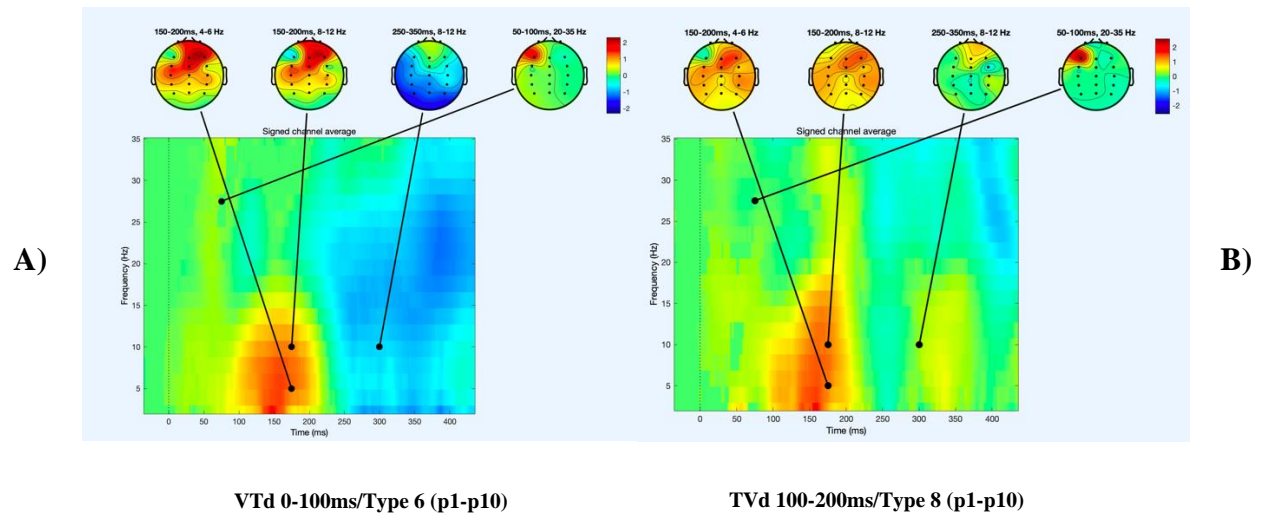 150-200ms, 4-6 Hz
150-200ms, 8-12 Hz
250-350ms, 8-12 Hz
50-100ms, 20-35 Hz
2
1
0
-1
-2
Signed channel average
35
30
25
20
15
10
5
Frequency (Hz)
0
50
100
150
200
250
300
350
400
Time (ms)
A)
150-200ms, 4-6 Hz
150-200ms, 8-12 Hz
250-350ms, 8-12 Hz
50-100ms, 20-35 Hz
2
1
0
-1
-2
Signed channel average
35
30
25
20
15
10
5
Frequency (Hz)
0
50
100
150
200
250
300
350
400
Time (ms)
B)
VTd 0-100ms/Type 6 (p1-p10)
TVd 100-200ms/Type 8 (p1-p10)